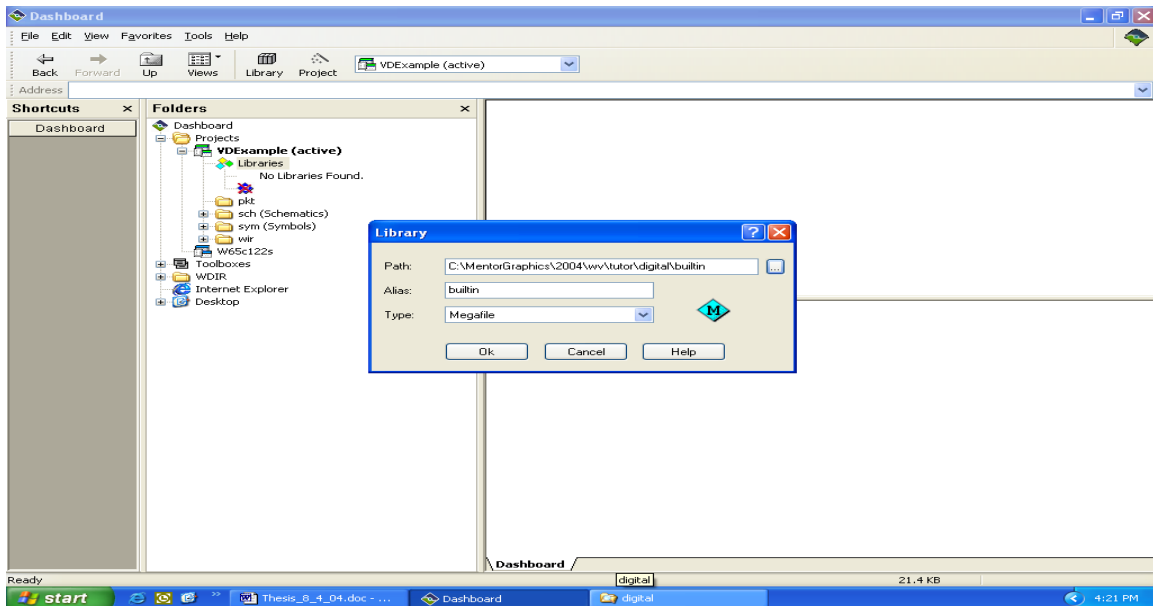 Dashboard
File Edit View Favorites Tools Help
Back Forward Up Views Library Project VDExample (active)
Address
Shortcuts × Folders ×
Dashboard
Dashboard
Projects
VDExample (active)
Libraries
No Libraries Found.
pkt
sch (Schematics)
sym (Symbols)
wir
W65c122s
Toolboxes
WDIR
Internet Explorer
Desktop
Library
Path: C:\MentorGraphics\2004\wv\tutor\digital\builtin ...
Alias: builtin
Type: Megafile
M
Ok Cancel Help
Dashboard
Ready digital 21.4 KB
start » Thesis_8_4_04.doc - ... Dashboard digital 4:21 PM